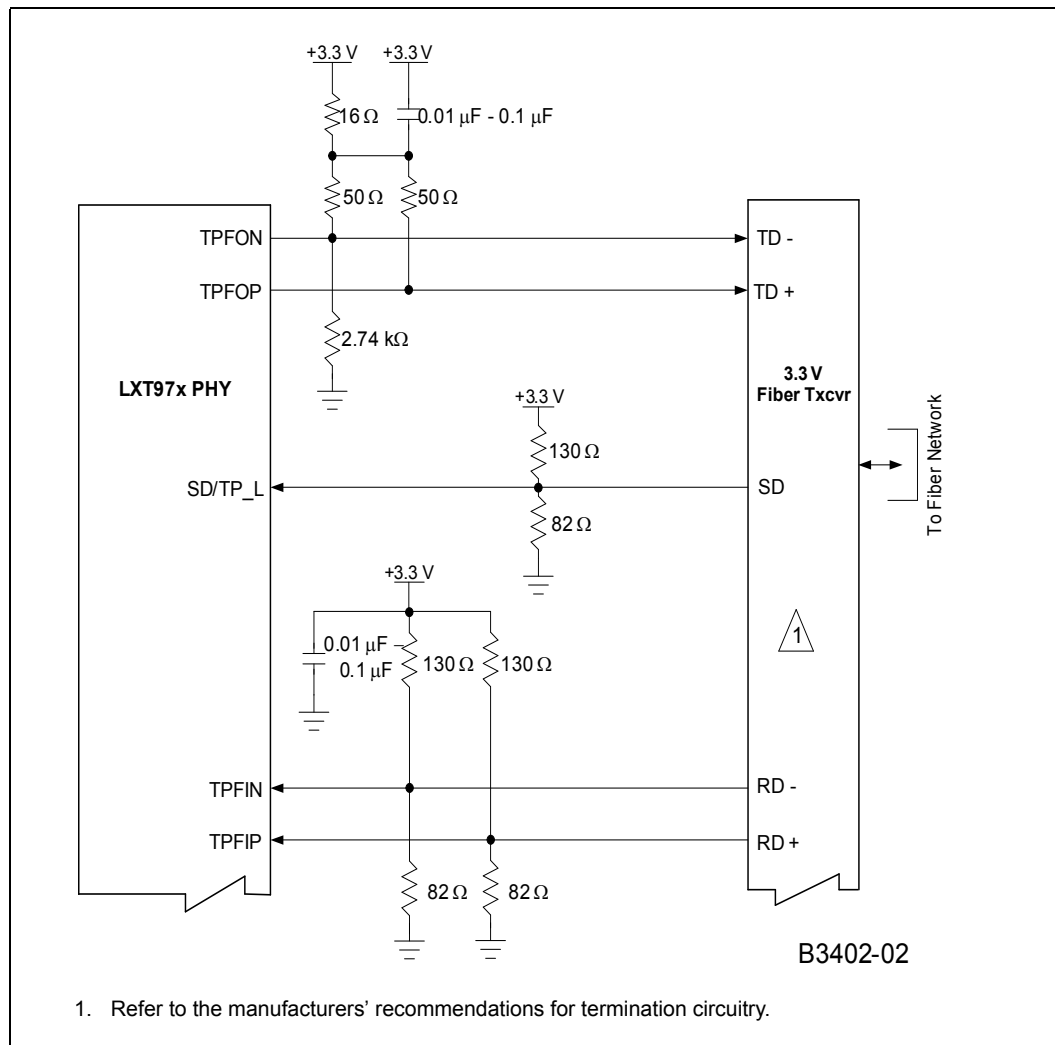 +3.3 V +3.3 V
16 Ω 0.01 µF - 0.1 µF
50 Ω 50 Ω
TPFON TD -
TPFOP TD +
2.74 kΩ
LXT97x PHY
3.3 V
Fiber Txcvr
+3.3 V
130 Ω
SD/TP_L SD
82 Ω
To Fiber Network
+3.3 V
0.01 µF –
0.1 µF
130 Ω 130 Ω
1
TPFIN RD -
TPFIP RD +
82 Ω 82 Ω
B3402-02
1. Refer to the manufacturers’ recommendations for termination circuitry.